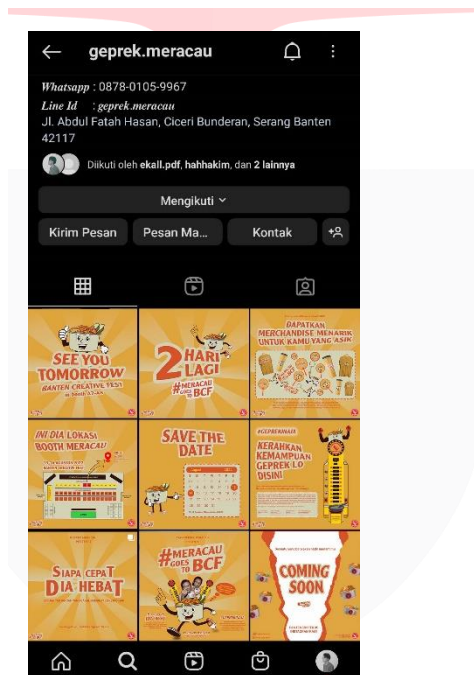 geprek.meracau
Whatsapp : 0878-0105-9967
Line Id : geprek.meracau
Jl. Abdul Fatah Hasan, Ciceri Bunderan, Serang Banten
42117
Diikuti oleh ekall.pdf, hahhakim, dan 2 lainnya
Mengikuti
Kirim Pesan
Pesan Ma...
Kontak
SEE YOU
TOMORROW
BANTEN CREATIVE FEST
2 HARI
LAGI
#MERACAU
GOES TO BCF
DAPATKAN
MERCHANDISE MENARIK
UNTUK KAMU YANG ASIK
INI DIA LOKASI
BOOTH MERACAU
SAVE THE
DATE
KERAHKAN
KEMAMPUAN
GEPREK LO
DISINI
SIAPA CEPAT
DIA HEBAT
#MERACAU
GOES TO BCF
COMING
SOON